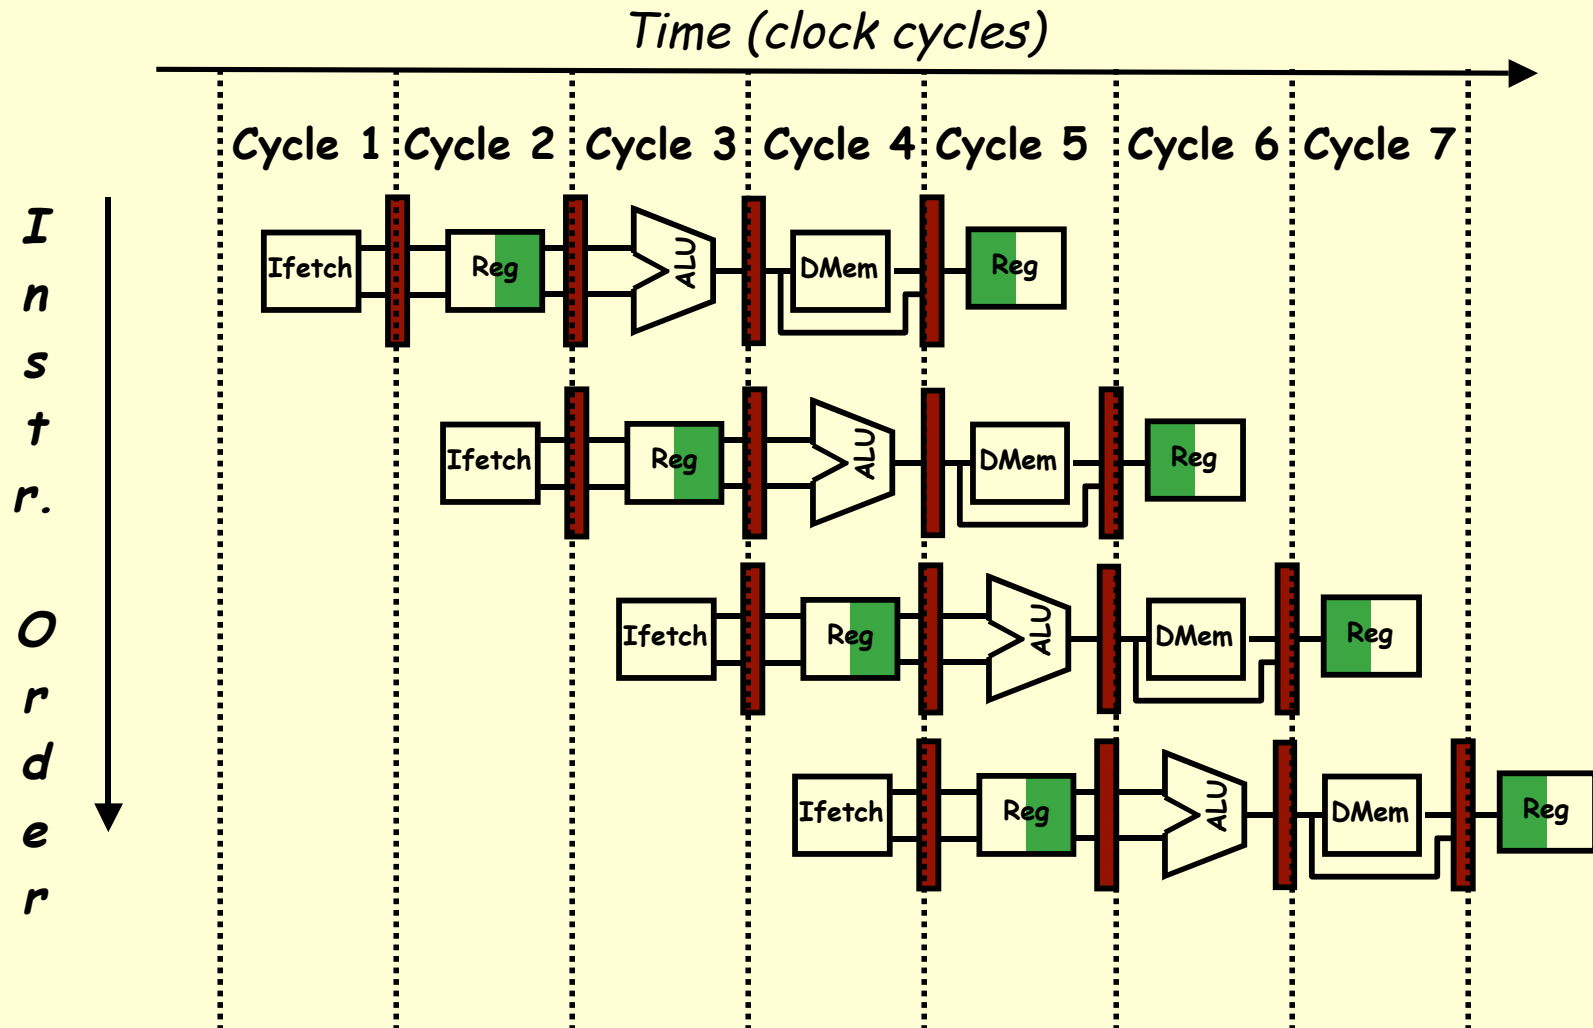 Time (clock cycles)
Cycle 1 Cycle 2 Cycle 3 Cycle 4 Cycle 5 Cycle 6 Cycle 7
Instr. Order
Ifetch Reg ALU DMem Reg
Ifetch Reg ALU DMem Reg
Ifetch Reg ALU DMem Reg
Ifetch Reg ALU DMem Reg